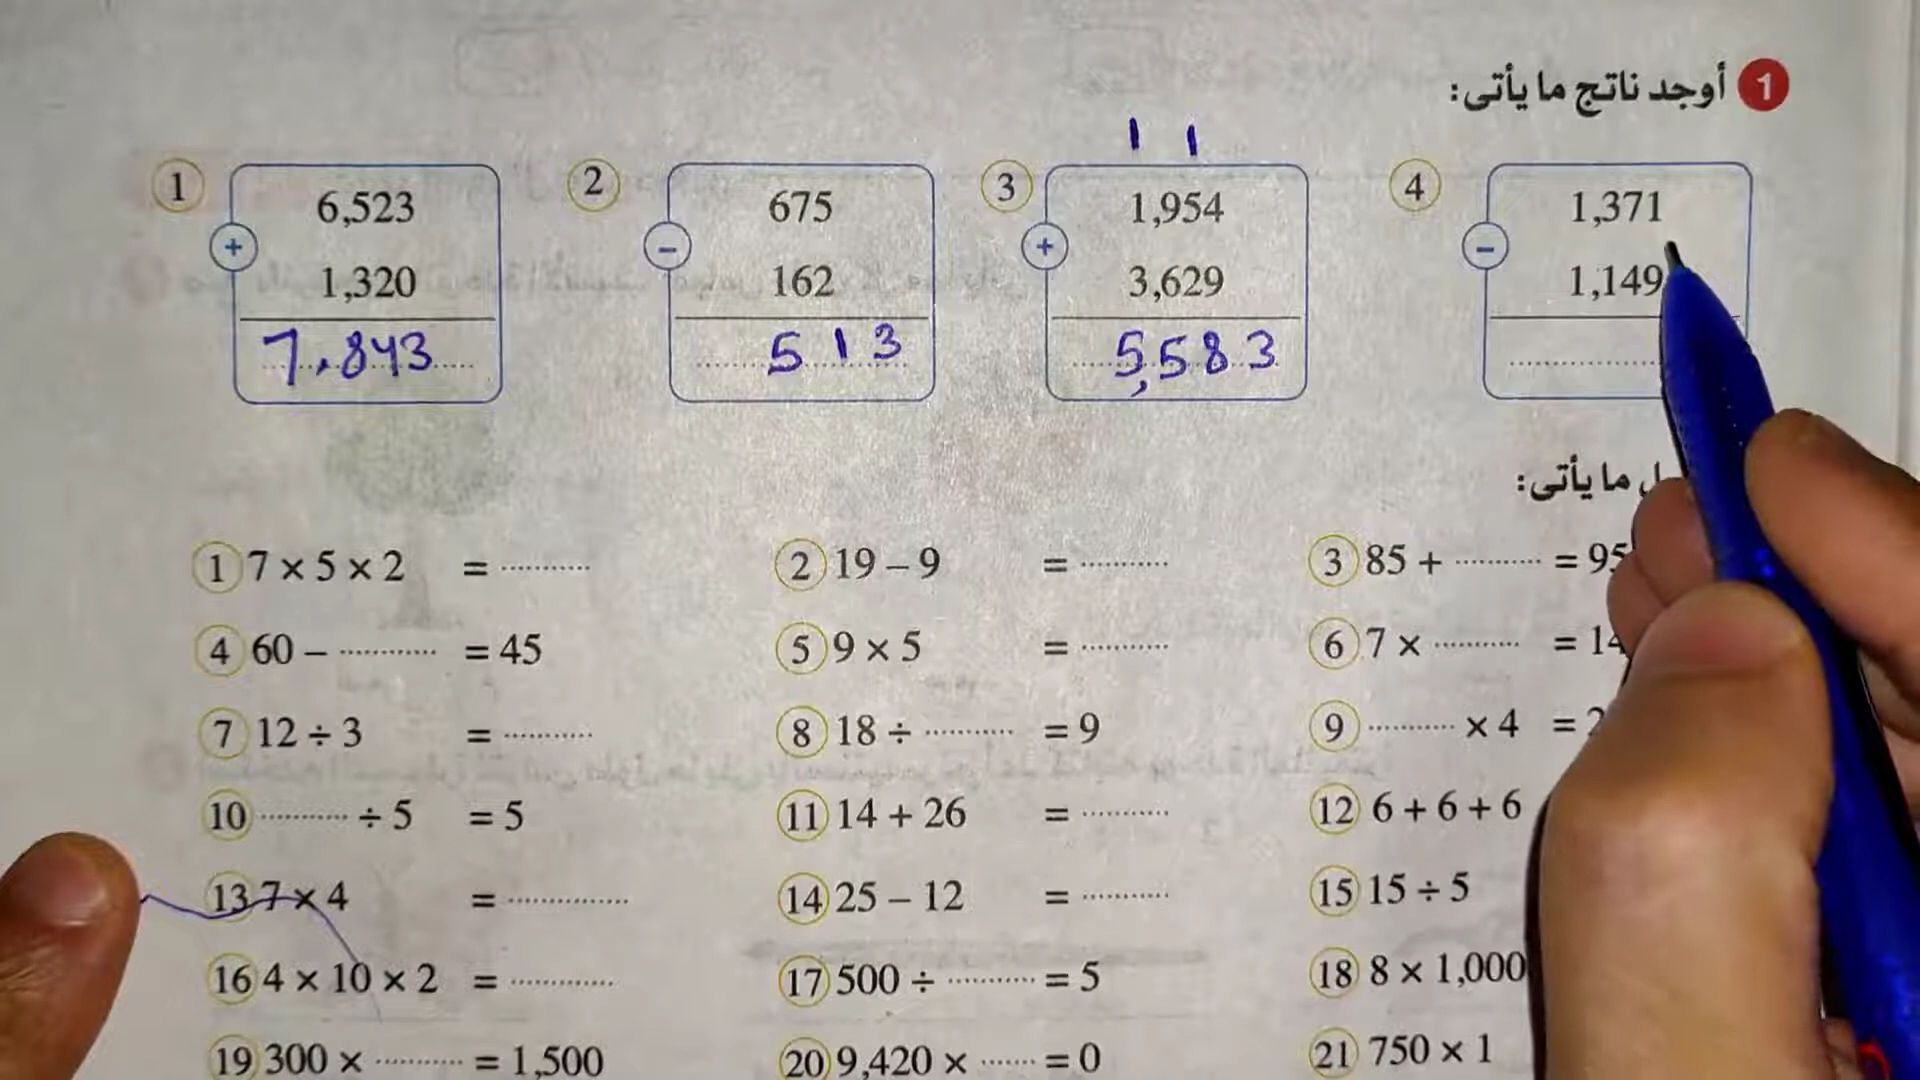 1 أوجد ناتج ما يأتى:
1 1
1 2 3 4
6,523 675 1,954 1,371
+ - + -
1,320 162 3,629 1,149
7,843 513 5,583
ما يأتى:
1 7 × 5 × 2 = .......... 2 19 – 9 = .......... 3 85 + .......... = 95
4 60 – .......... = 45 5 9 × 5 = .......... 6 7 × .......... = 14
7 12 ÷ 3 = .......... 8 18 ÷ .......... = 9 9 .......... × 4 = 2
10 .......... ÷ 5 = 5 11 14 + 26 = .......... 12 6 + 6 + 6
13 7 × 4 = .......... 14 25 – 12 = .......... 15 15 ÷ 5
16 4 × 10 × 2 = .......... 17 500 ÷ .......... = 5 18 8 × 1,000
19 300 × .......... = 1,500 20 9,420 × ...... = 0 21 750 × 1